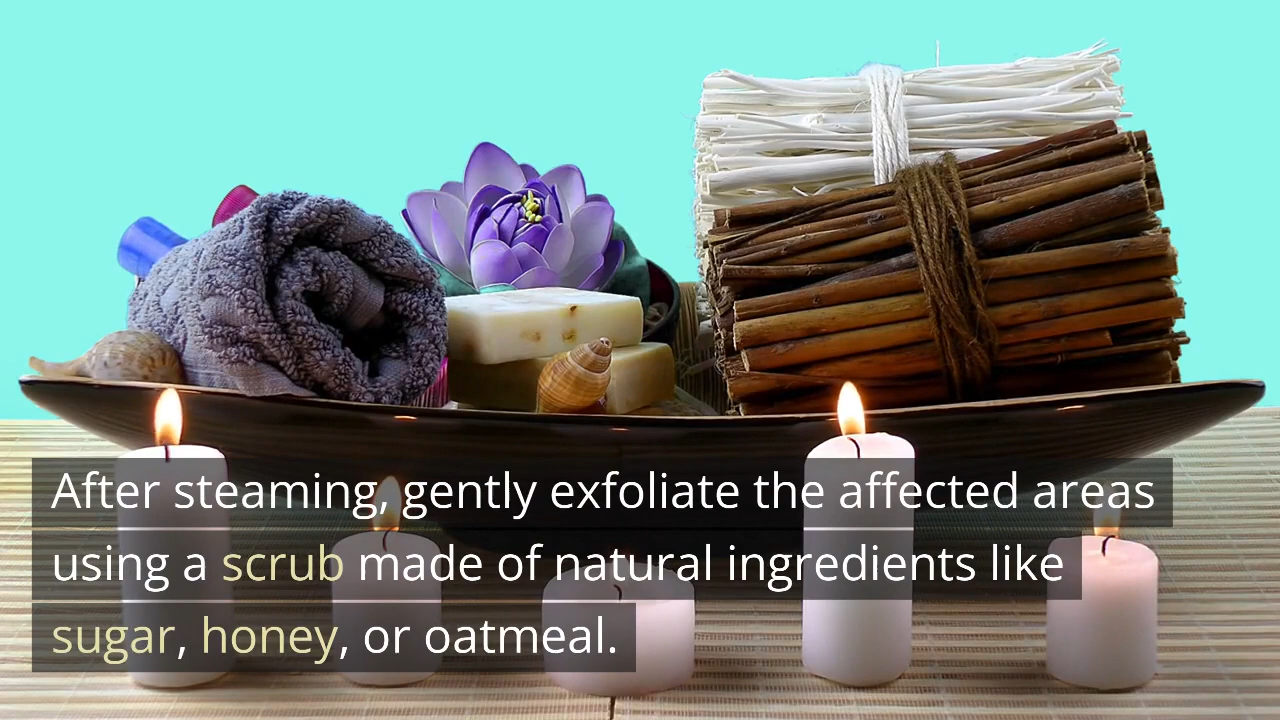 After steaming, gently exfoliate the affected areas
using a scrub made of natural ingredients like
sugar, honey, or oatmeal.